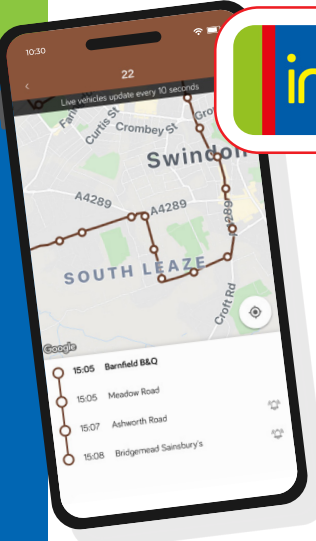 10:30
22
Live vehicles update every 10 seconds
Curtis St
Crombey St
Swindon
A4289
A4289
SOUTH LEAZE
Croft Rd
Google
15:05 Barnfield B&Q
15:05 Meadow Road
15:07 Ashworth Road
15:08 Bridgemead Sainsbury's